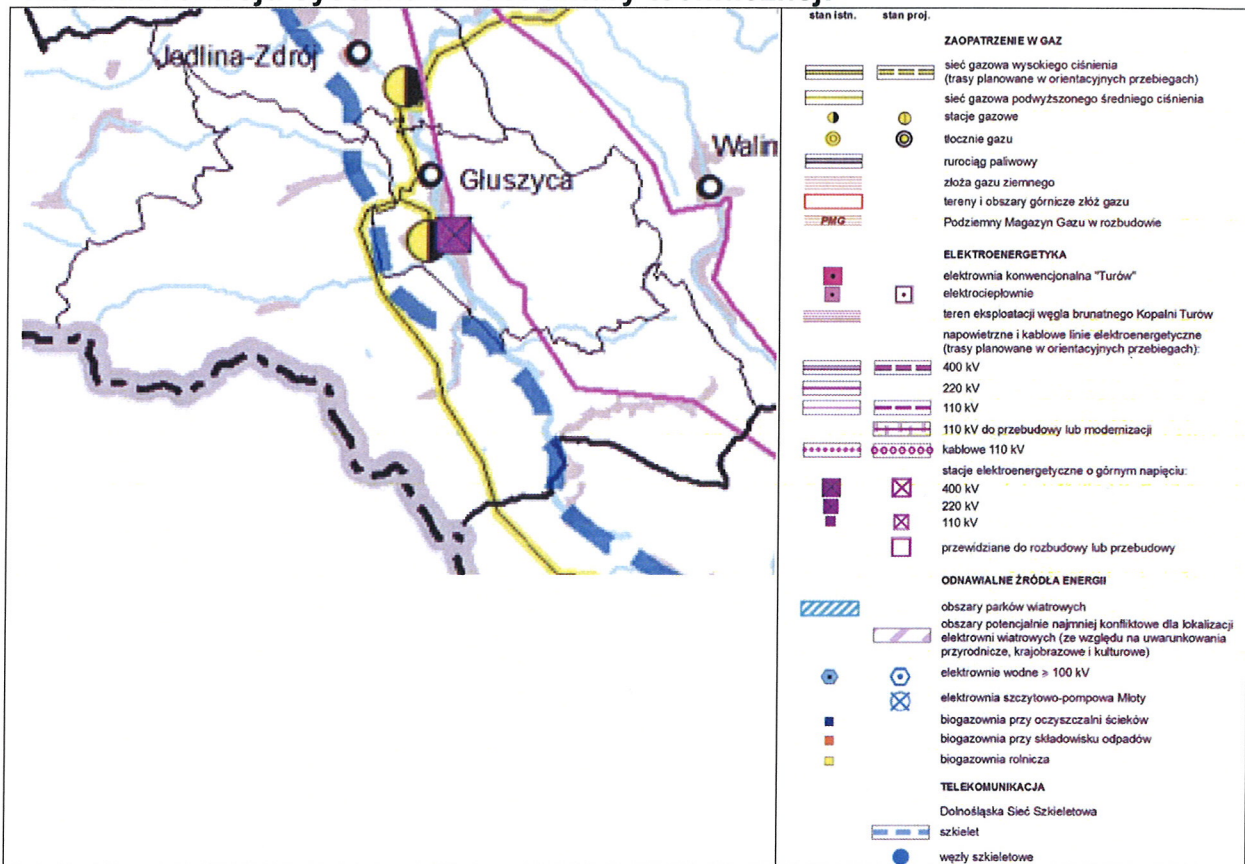 Jedlina-Zdrój
Walim
Głuszyca
stan istn. stan proj.
ZAOPATRZENIE W GAZ
sieć gazowa wysokiego ciśnienia
(trasy planowane w orientacyjnych przebiegach)
sieć gazowa podwyższonego średniego ciśnienia
stacje gazowe
tłocznie gazu
rurociąg paliwowy
złoża gazu ziemnego
tereny i obszary górnicze złóż gazu
PMG Podziemny Magazyn Gazu w rozbudowie
ELEKTROENERGETYKA
elektrownia konwencjonalna "Turów"
elektrociepłownie
teren eksploatacji węgla brunatnego Kopalni Turów
napowietrzne i kablowe linie elektroenergetyczne
(trasy planowane w orientacyjnych przebiegach):
400 kV
220 kV
110 kV
110 kV do przebudowy lub modernizacji
kablowe 110 kV
stacje elektroenergetyczne o górnym napięciu:
400 kV
220 kV
110 kV
przewidziane do rozbudowy lub przebudowy
ODNAWIALNE ŹRÓDŁA ENERGII
obszary parków wiatrowych
obszary potencjalnie najmniej konfliktowe dla lokalizacji
elektrowni wiatrowych (ze względu na uwarunkowania
przyrodnicze, krajobrazowe i kulturowe)
elektrownie wodne ≥ 100 kV
elektrownia szczytowo-pompowa Młoty
biogazownia przy oczyszczalni ścieków
biogazownia przy składowisku odpadów
biogazownia rolnicza
TELEKOMUNIKACJA
Dolnośląska Sieć Szkieletowa
szkielet
węzły szkieletowe